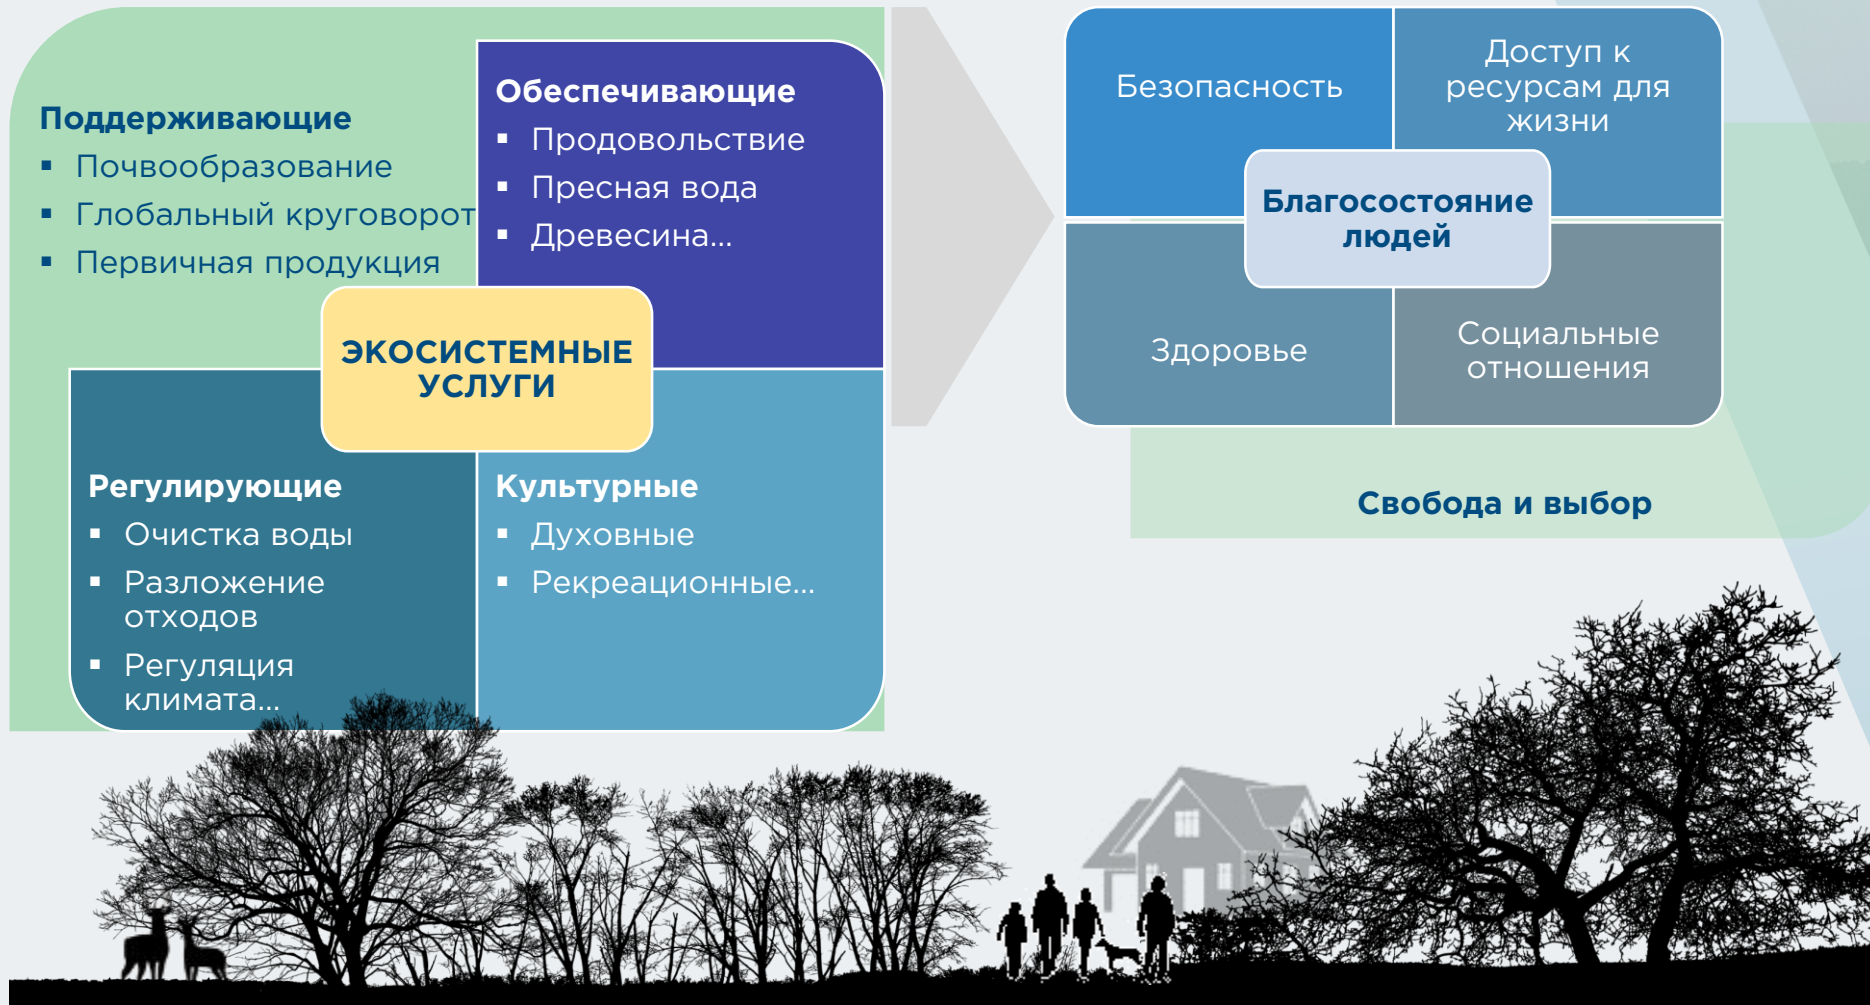 Поддерживающие
▪ Почвообразование
▪ Глобальный круговорот
▪ Первичная продукция
Обеспечивающие
▪ Продовольствие
▪ Пресная вода
▪ Древесина...
ЭКОСИСТЕМНЫЕ
УСЛУГИ
Регулирующие
▪ Очистка воды
▪ Разложение
отходов
▪ Регуляция
климата...
Культурные
▪ Духовные
▪ Рекреационные...
Безопасность
Доступ к
ресурсам для
жизни
Благосостояние
людей
Здоровье
Социальные
отношения
Свобода и выбор